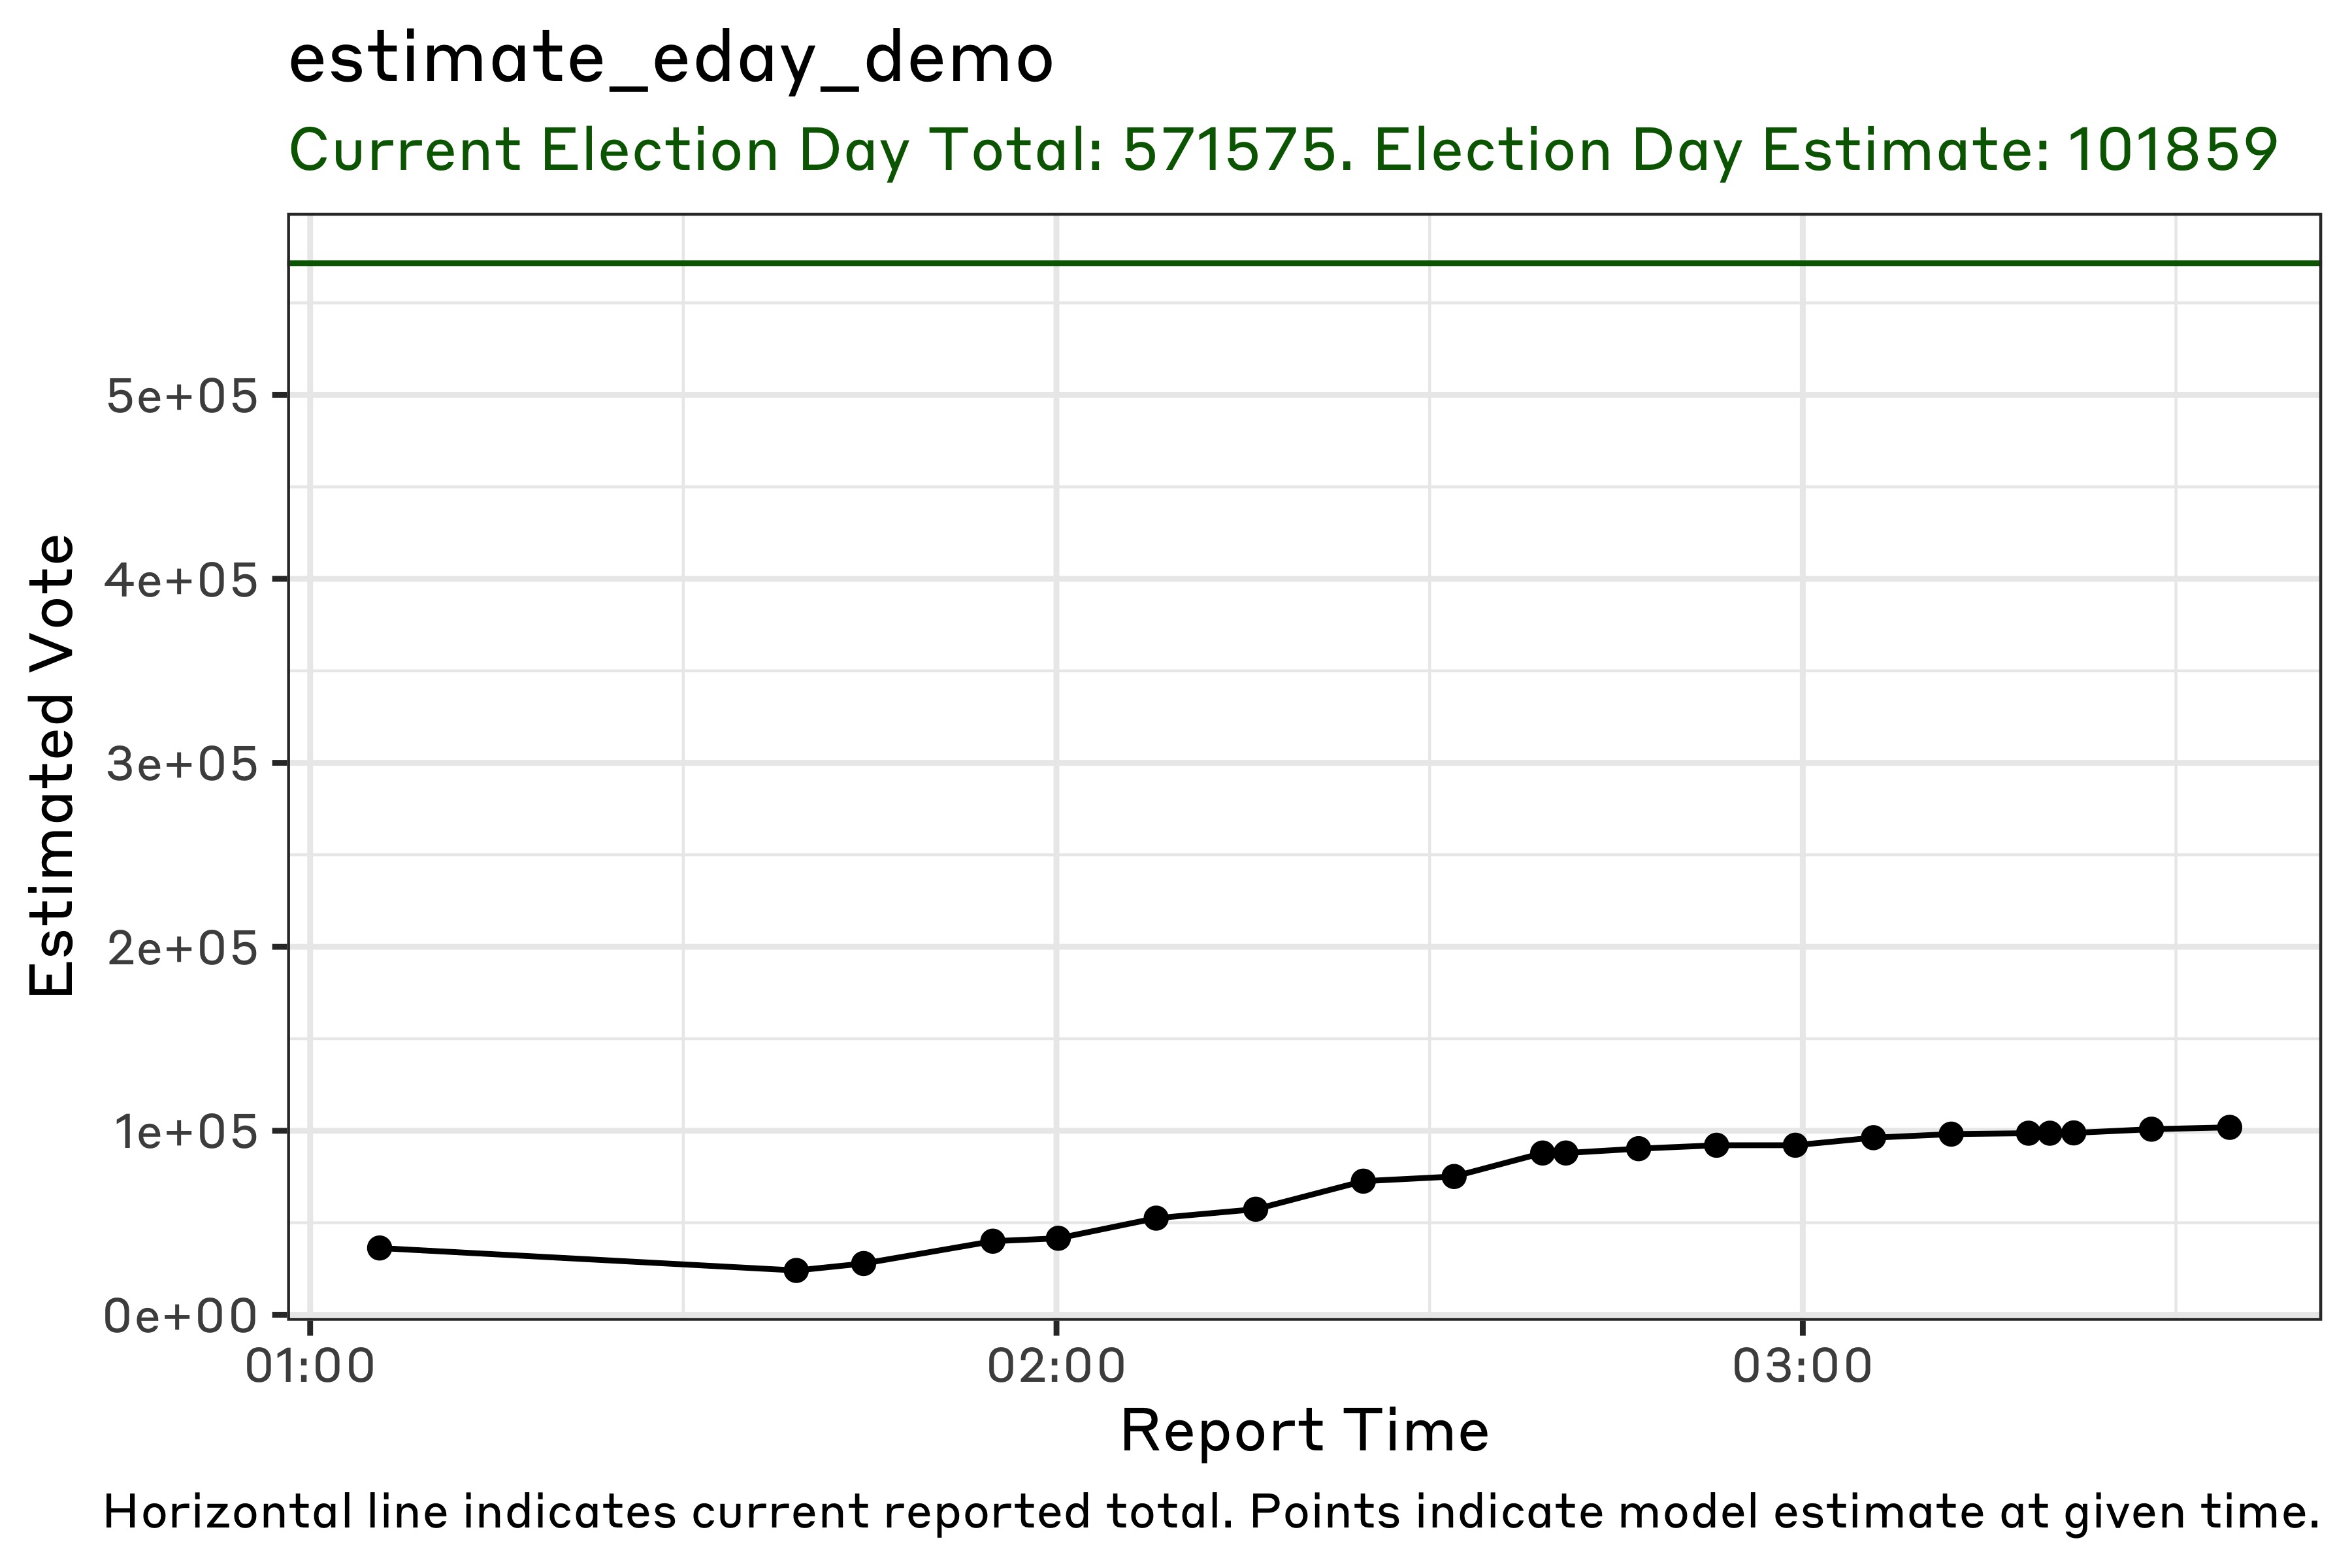 estimate_eday_demo
Current Election Day Total: 571575. Election Day Estimate: 101859
Estimated Vote
5e+05
4e+05
3e+05
2e+05
1e+05
0e+00
01:00 02:00 03:00
Report Time
Horizontal line indicates current reported total. Points indicate model estimate at given time.